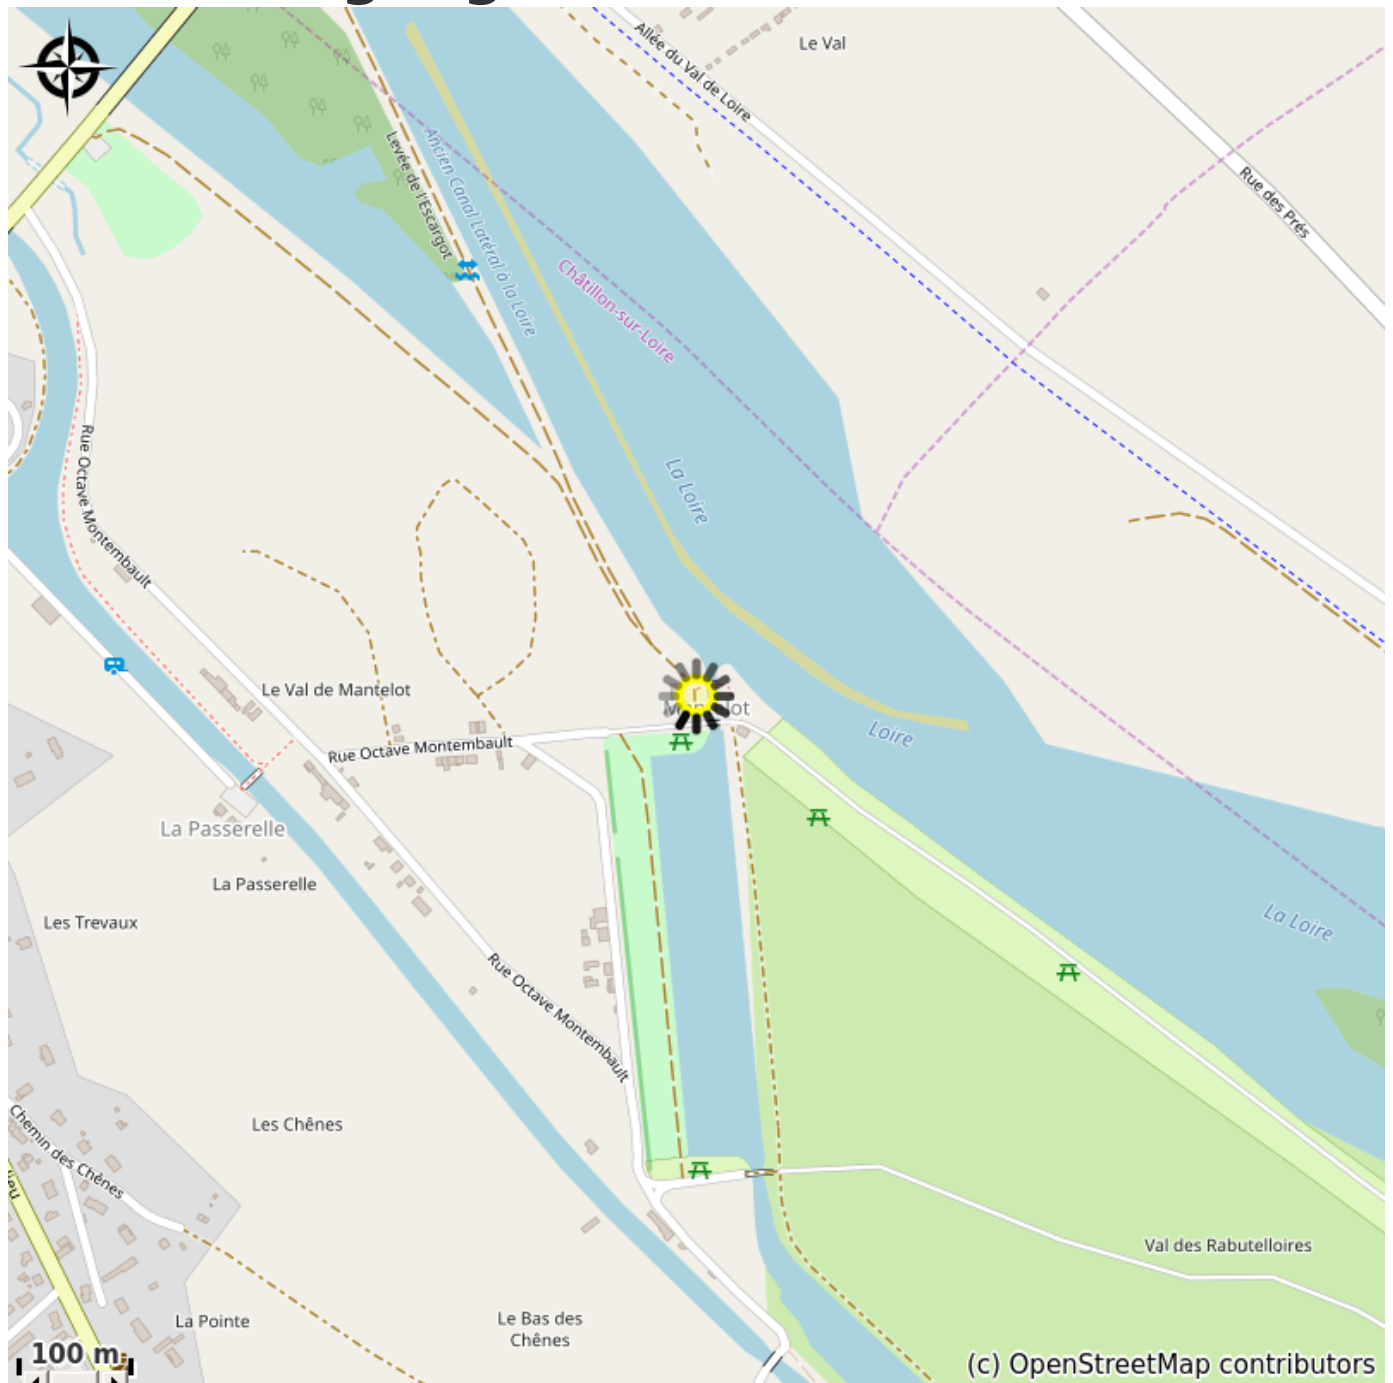 Le Val
Allée du Val de Loire
Rue des Prés
Levée de l'Escargot
Ancien Canal Latéral à la Loire
Châtillon-sur-Loire
La Loire
Rue Octave Montembault
Le Val de Mantelot
r
Loire
Rue Octave Montembault
La Passerelle
La Passerelle
La Loire
Les Trevaux
Rue Octave Montembault
Les Chênes
Chemin des Chênes
Val des Rabutelloires
La Pointe
Le Bas des
Chênes
100 m
(c) OpenStreetMap contributors